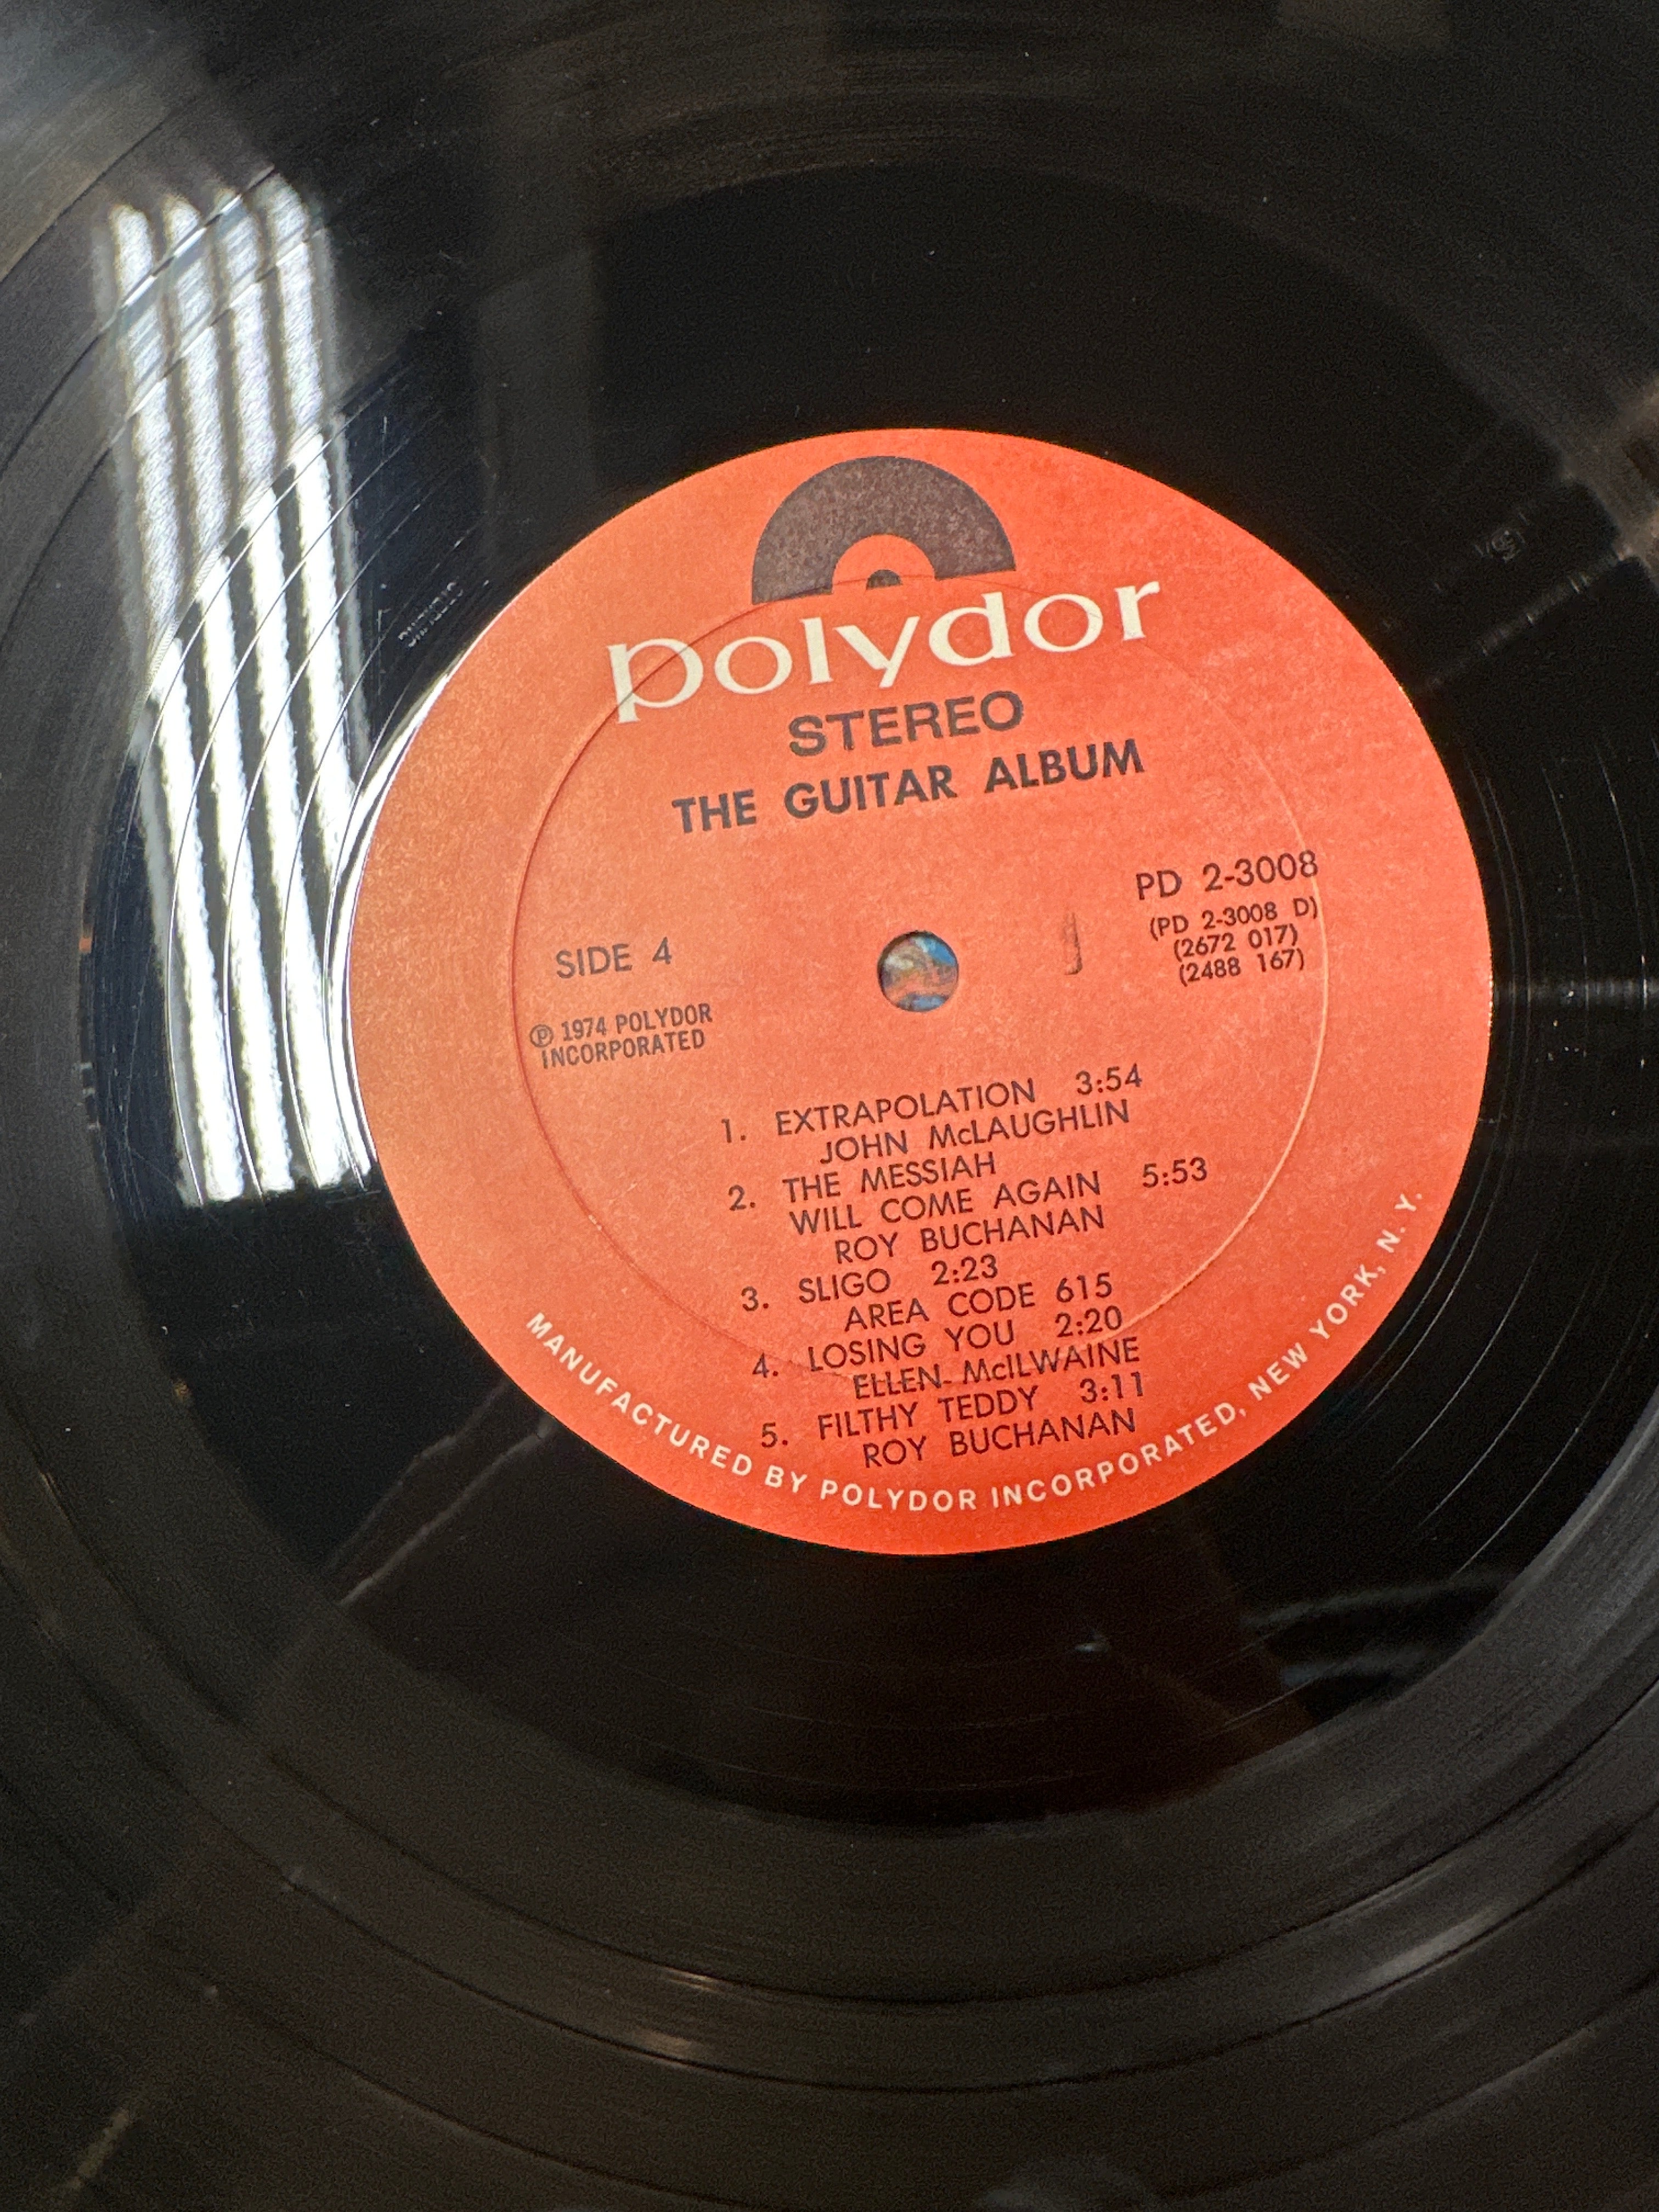 polydor
STEREO
THE GUITAR ALBUM
PD 2-3008
(PD 2-3008 D)
(2672 017)
(2488 167)
SIDE 4
℗ 1974 POLYDOR
INCORPORATED
1. EXTRAPOLATION 3:54
JOHN McLAUGHLIN
2. THE MESSIAH
WILL COME AGAIN 5:53
ROY BUCHANAN
3. SLIGO 2:23
AREA CODE 615
4. LOSING YOU 2:20
ELLEN McILWAINE
5. FILTHY TEDDY 3:11
ROY BUCHANAN
MANUFACTURED BY POLYDOR INCORPORATED, NEW YORK, N.Y.